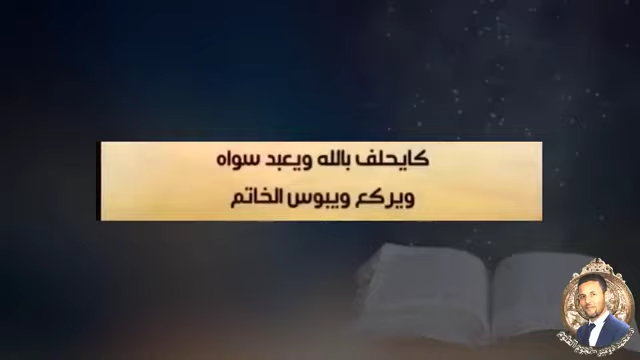 كايحلف بالله ويعبد سواه
ويركع ويبوس الخاتم